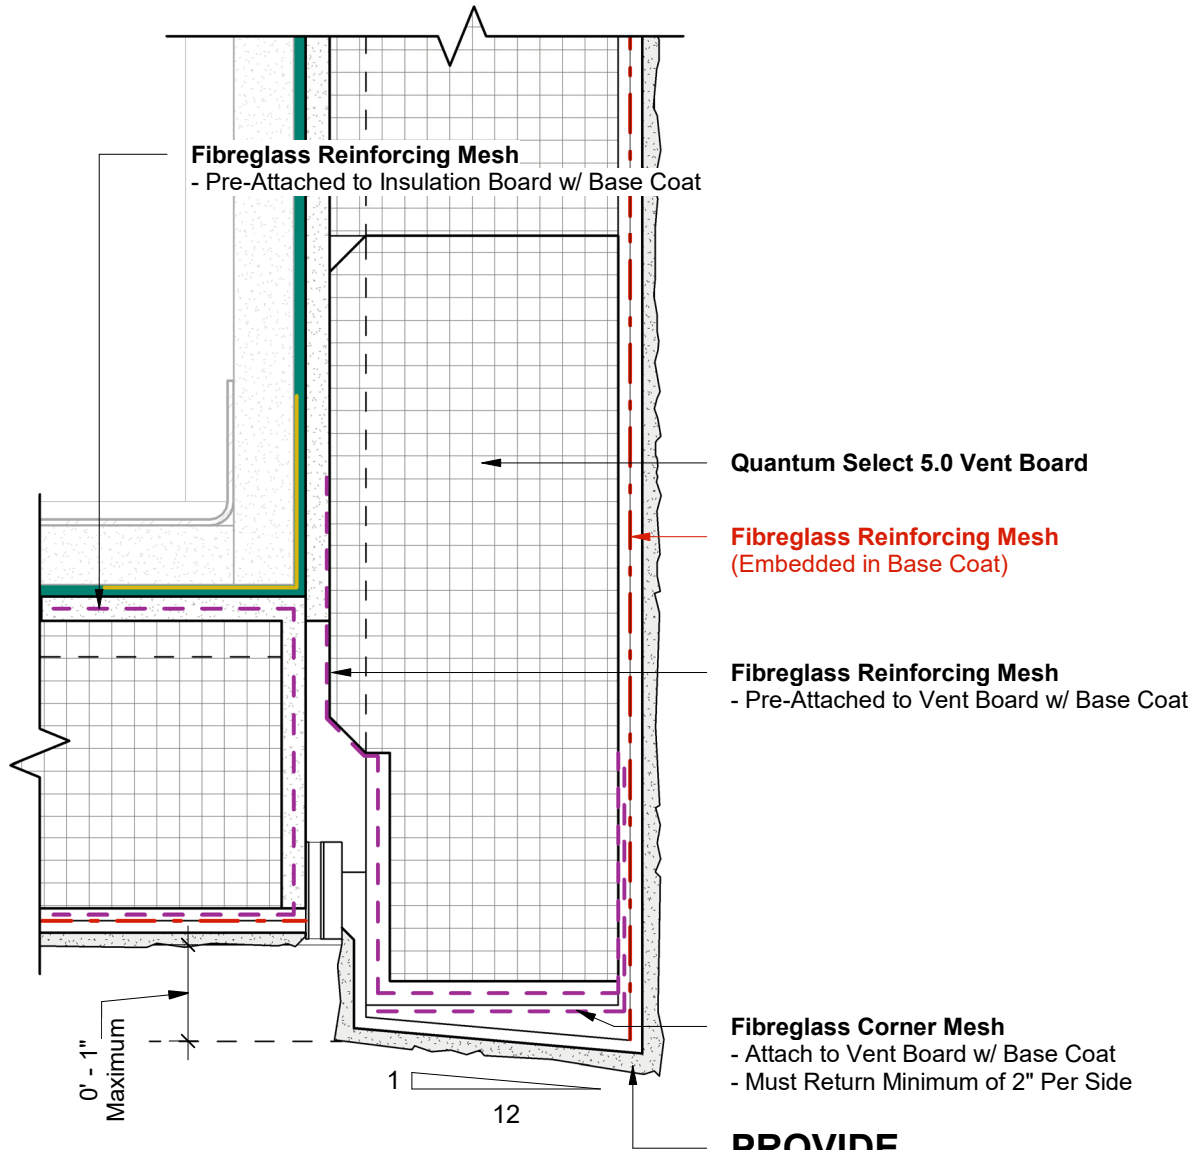 Fibreglass Reinforcing Mesh
- Pre-Attached to Insulation Board w/ Base Coat
Quantum Select 5.0 Vent Board
Fibreglass Reinforcing Mesh
(Embedded in Base Coat)
Fibreglass Reinforcing Mesh
- Pre-Attached to Vent Board w/ Base Coat
Fibreglass Corner Mesh
- Attach to Vent Board w/ Base Coat
- Must Return Minimum of 2" Per Side
0' - 1"
Maximum
1
12
PROVIDE